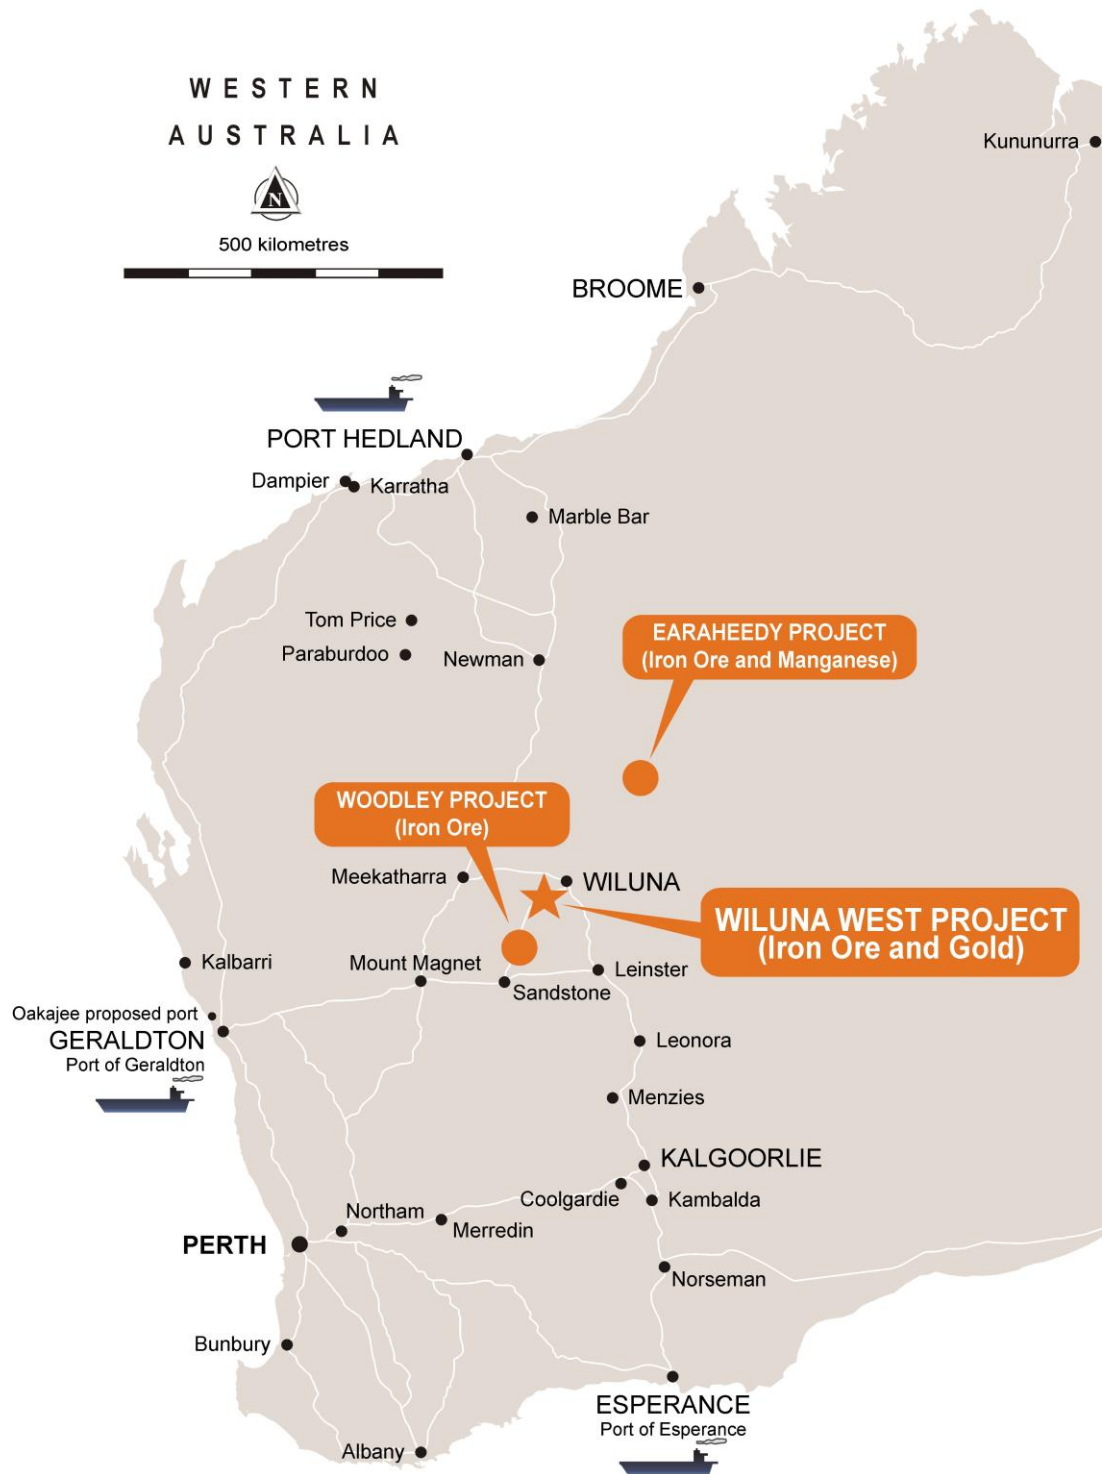 WESTERN
AUSTRALIA
N
500 kilometres
Kununurra
BROOME
PORT HEDLAND
Dampier
Karratha
Marble Bar
Tom Price
Paraburdoo
Newman
EARAHEEDY PROJECT
(Iron Ore and Manganese)
WOODLEY PROJECT
(Iron Ore)
Meekatharra
WILUNA
WILUNA WEST PROJECT
(Iron Ore and Gold)
Kalbarri
Mount Magnet
Sandstone
Leinster
Oakajee proposed port
GERALDTON
Port of Geraldton
Leonora
Menzies
KALGOORLIE
Coolgardie
Kambalda
Northam
Merredin
PERTH
Norseman
Bunbury
ESPERANCE
Port of Esperance
Albany